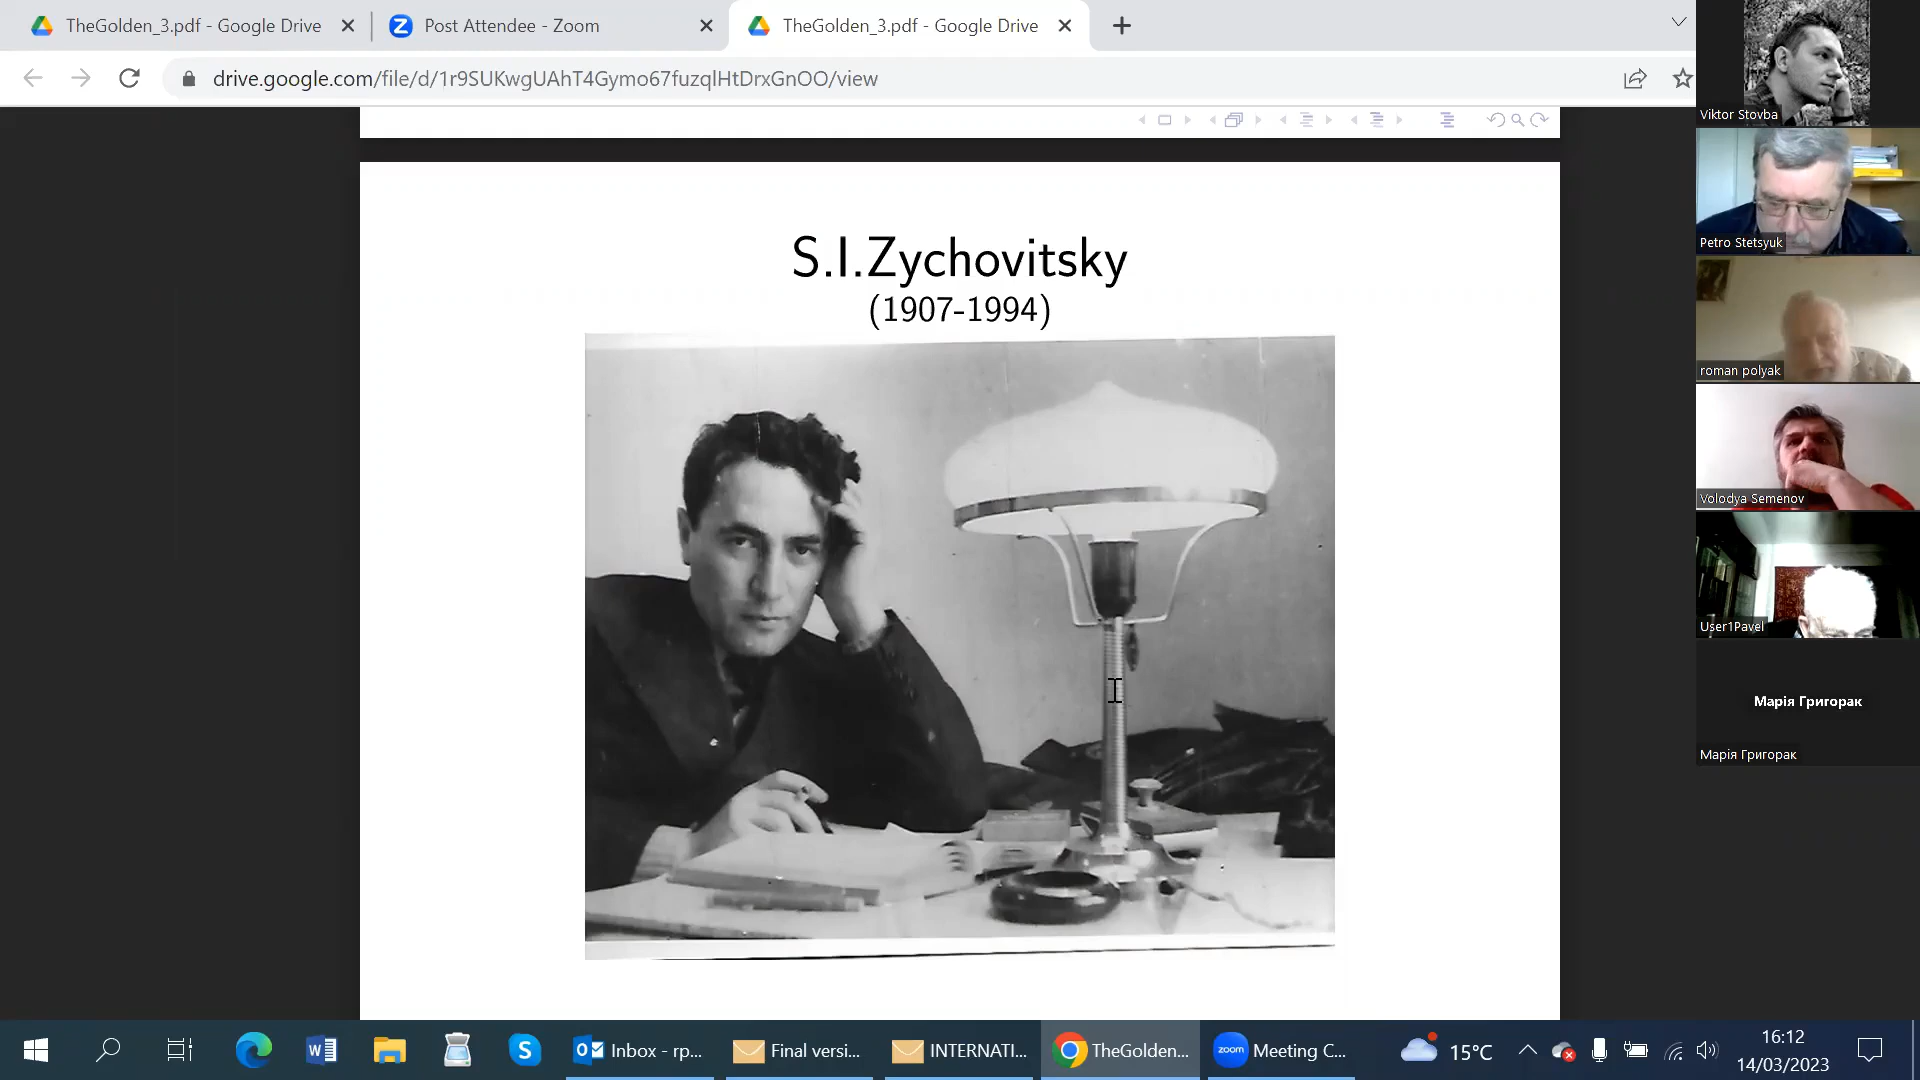 TheGolden_3.pdf - Google Drive
Post Attendee - Zoom
TheGolden_3.pdf - Google Drive
drive.google.com/file/d/1r9SUKwgUAhT4Gymo67fuzqlHtDrxGnOO/view
S.I.Zychovitsky
(1907-1994)
Viktor Stovba
Petro Stetsyuk
roman polyak
Volodya Semenov
User1Pavel
Марія Григорак
Марія Григорак
Inbox - rp...
Final versi...
INTERNATI...
TheGolden...
zoom
Meeting C...
15°C
16:12
14/03/2023